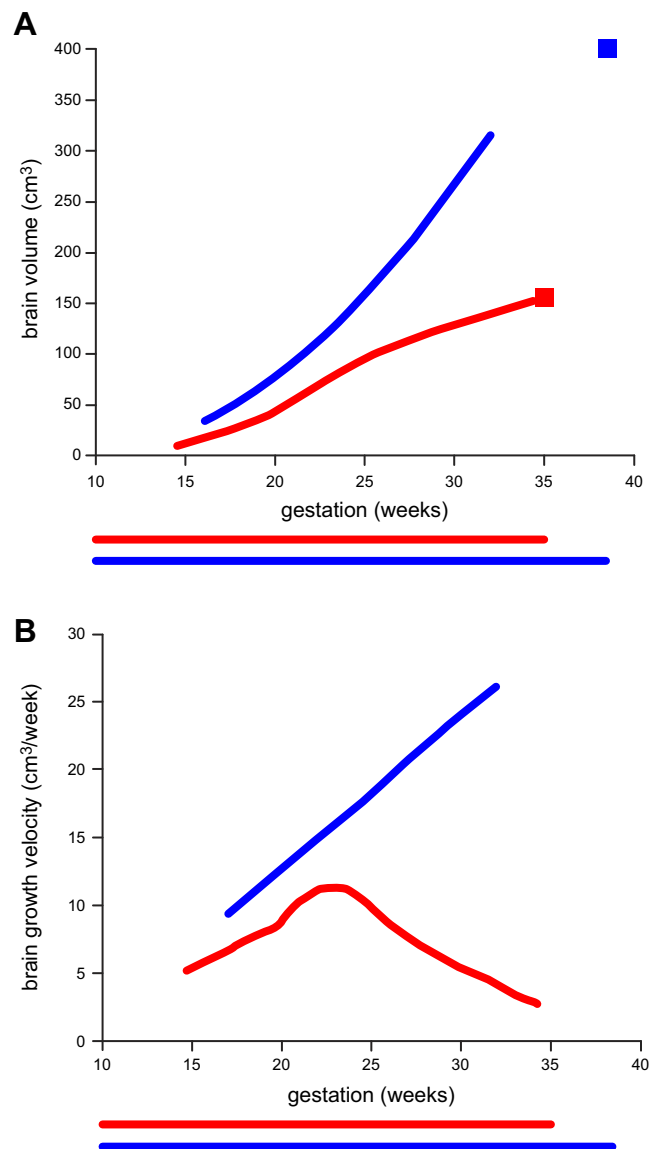 A
400
350
300
250
200
150
100
50
0
brain volume (cm³)
10 15 20 25 30 35 40
gestation (weeks)
B
30
25
20
15
10
5
0
brain growth velocity (cm³/week)
10 15 20 25 30 35 40
gestation (weeks)